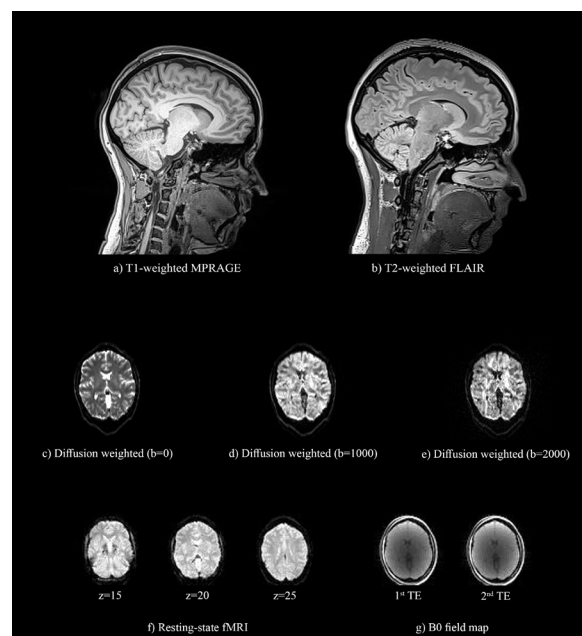 a) T1-weighted MPRAGE
b) T2-weighted FLAIR
c) Diffusion weighted (b=0)
d) Diffusion weighted (b=1000)
e) Diffusion weighted (b=2000)
z=15
z=20
z=25
1st TE
2nd TE
f) Resting-state fMRI
g) B0 field map